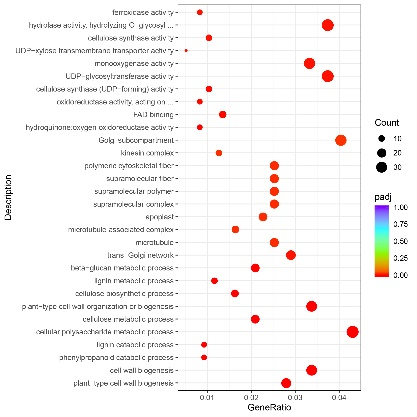 ferroxidase activity
hydrolase activity, hydrolyzing O-glycosyl ...
cellulose synthase activity
UDP-xylose transmembrane transporter activity
monooxygenase activity
UDP-glycosyltransferase activity
cellulose synthase (UDP-forming) activity
oxidoreductase activity, acting on ...
FAD binding
hydroquinone:oxygen oxidoreductase activity
Golgi subcompartment
kinesin complex
polymeric cytoskeletal fiber
supramolecular fiber
supramolecular polymer
supramolecular complex
apoplast
microtubule associated complex
microtubule
trans-Golgi network
beta-glucan metabolic process
lignin metabolic process
cellulose biosynthetic process
plant-type cell wall organization or biogenesis
cellulose metabolic process
cellular polysaccharide metabolic process
lignin catabolic process
phenylpropanoid catabolic process
cell wall biogenesis
plant-type cell wall biogenesis
Description
0.01 0.02 0.03 0.04
GeneRatio
Count
10
20
30
padj
1.00
0.75
0.50
0.25
0.00